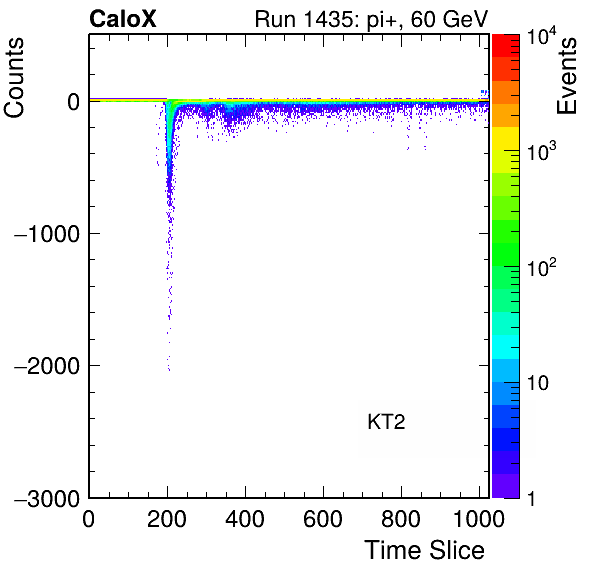 CaloX Run 1435: pi+, 60 GeV
Counts
0
−1000
−2000
−3000
0 200 400 600 800 1000
Time Slice
KT2
Events
10⁴
10³
10²
10
1